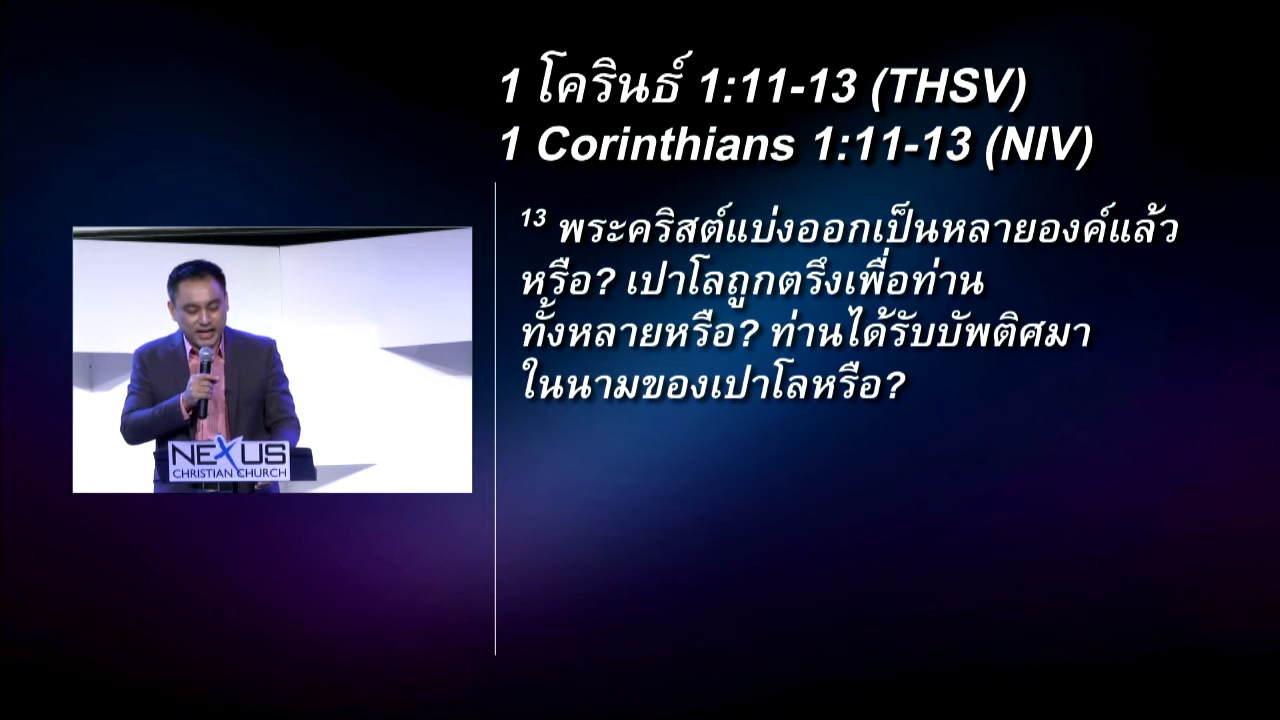 1 โครินธ์ 1:11-13 (THSV)
1 Corinthians 1:11-13 (NIV)
13 พระคริสต์แบ่งออกเป็นหลายองค์แล้ว
หรือ? เปาโลถูกตรึงเพื่อท่าน
ทั้งหลายหรือ? ท่านได้รับบัพติศมา
ในนามของเปาโลหรือ?
NEXUS
CHRISTIAN CHURCH